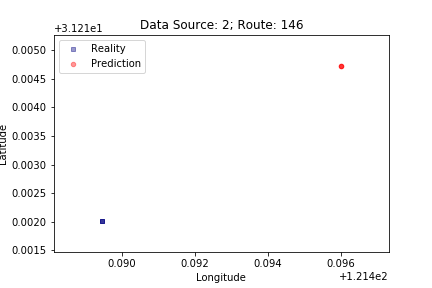 Data Source: 2; Route: 146
+3.121e1
Reality
Prediction
0.0050
0.0045
0.0040
0.0035
0.0030
0.0025
0.0020
0.0015
Latitude
0.090
0.092
0.094
0.096
Longitude
+1.214e2